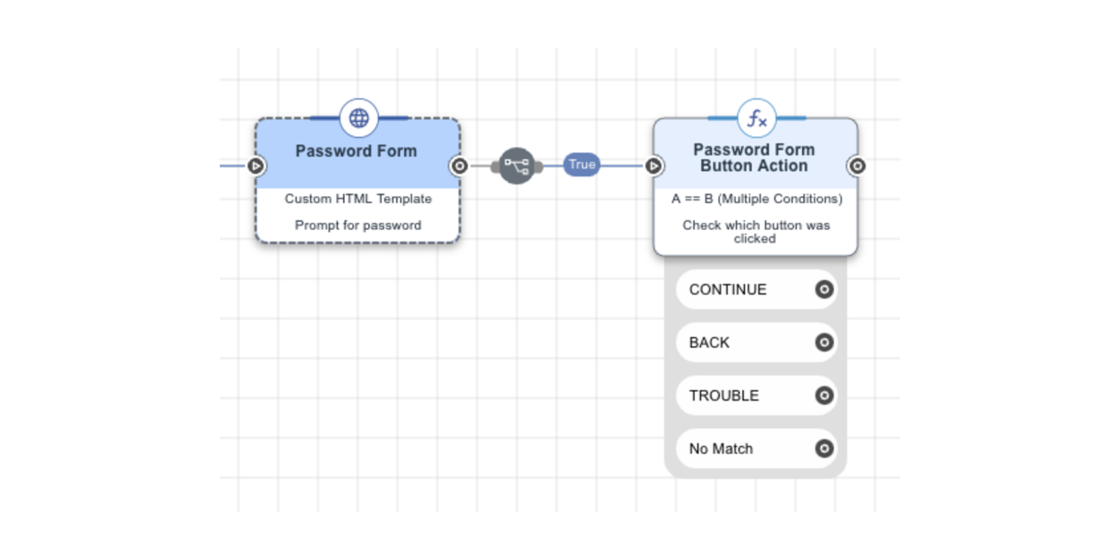 Password Form
Custom HTML Template
Prompt for password
True
fx
Password Form
Button Action
A == B (Multiple Conditions)
Check which button was
clicked
CONTINUE
BACK
TROUBLE
No Match